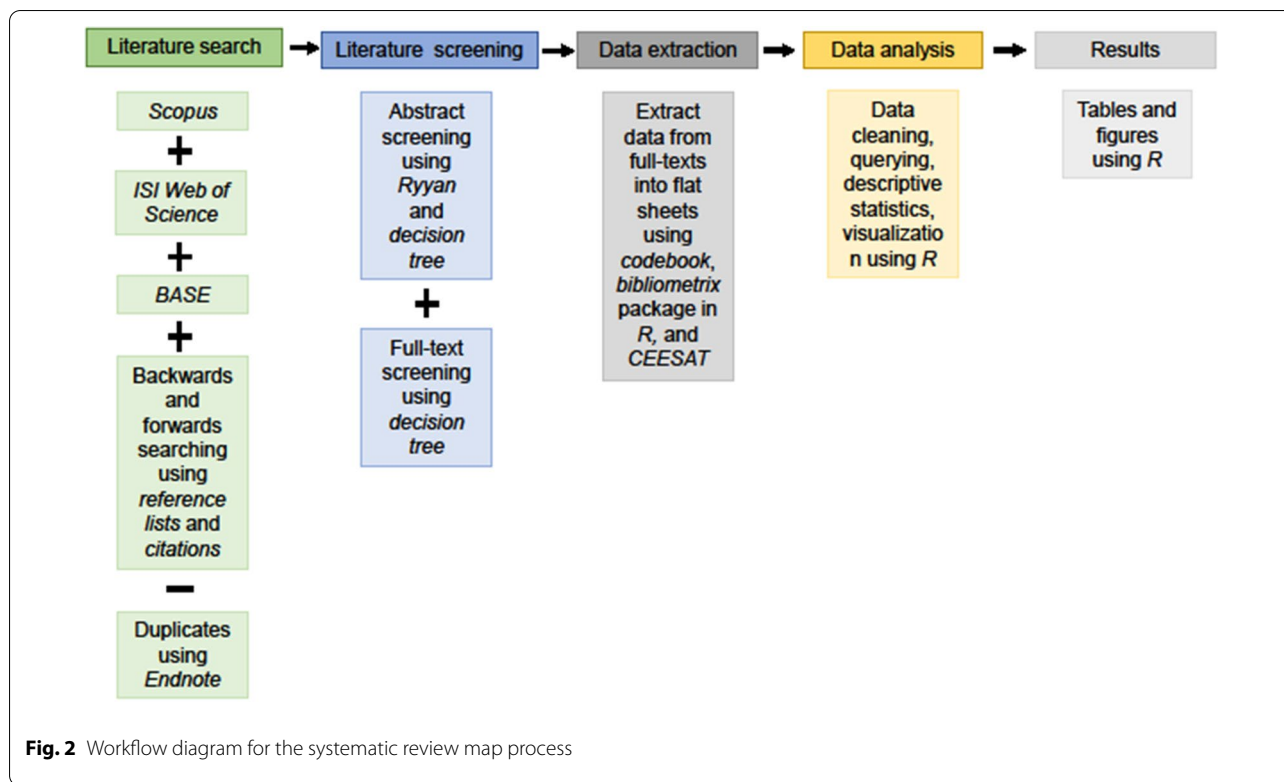 Literature search
Literature screening
Data extraction
Data analysis
Results
Scopus
+
ISI Web of
Science
+
BASE
+
Backwards
and
forwards
searching
using
reference
lists and
citations
−
Duplicates
using
Endnote
Abstract
screening
using
Ryyan
and
decision
tree
+
Full-text
screening
using
decision
tree
Extract
data from
full-texts
into flat
sheets
using
codebook,
bibliometrix
package in
R, and
CEESAT
Data
cleaning,
querying,
descriptive
statistics,
visualizatio
n using R
Tables and
figures
using R
Fig. 2 Workflow diagram for the systematic review map process